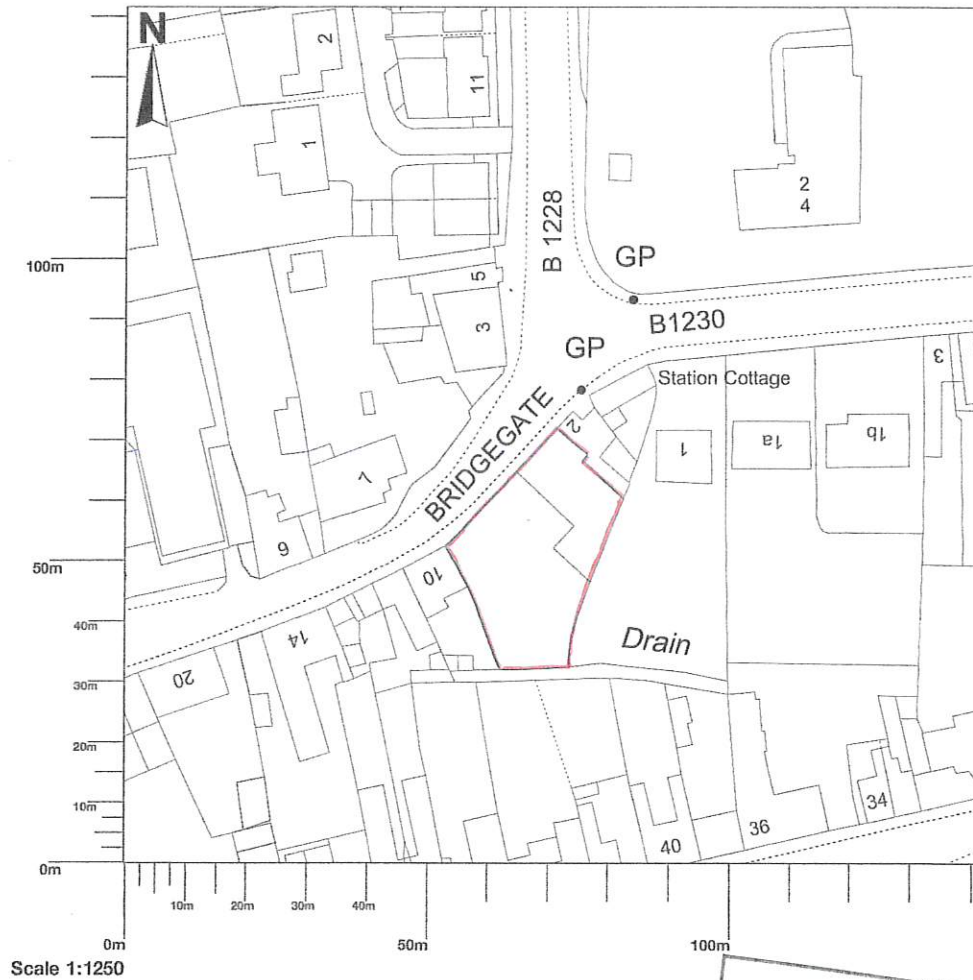 N
2
11
1
2
4
B 1228
GP
100m
5
B1230
3
GP
Station Cottage
3
BRIDGEGATE
2
1
1a
1b
7
9
50m
10
40m
Drain
14
20
30m
20m
10m
34
36
40
0m
10m
20m
30m
40m
0m
50m
100m
Scale 1:1250